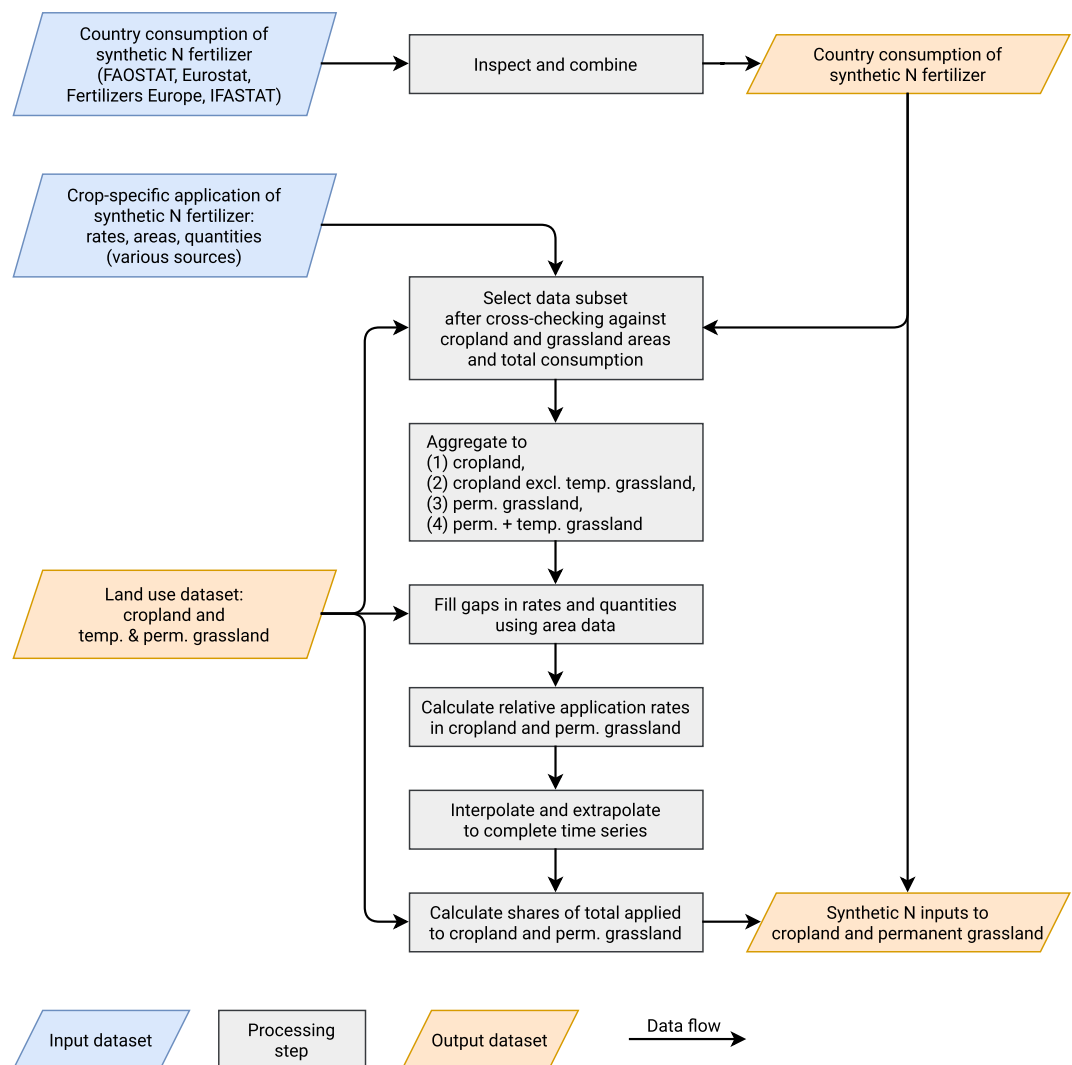 Country consumption of
synthetic N fertilizer
(FAOSTAT, Eurostat,
Fertilizers Europe, IFASTAT)
Inspect and combine
Country consumption of
synthetic N fertilizer
Crop-specific application of
synthetic N fertilizer:
rates, areas, quantities
(various sources)
Select data subset
after cross-checking against
cropland and grassland areas
and total consumption
Aggregate to
(1) cropland,
(2) cropland excl. temp. grassland,
(3) perm. grassland,
(4) perm. + temp. grassland
Land use dataset:
cropland and
temp. & perm. grassland
Fill gaps in rates and quantities
using area data
Calculate relative application rates
in cropland and perm. grassland
Interpolate and extrapolate
to complete time series
Calculate shares of total applied
to cropland and perm. grassland
Synthetic N inputs to
cropland and permanent grassland
Input dataset
Processing
step
Output dataset
Data flow